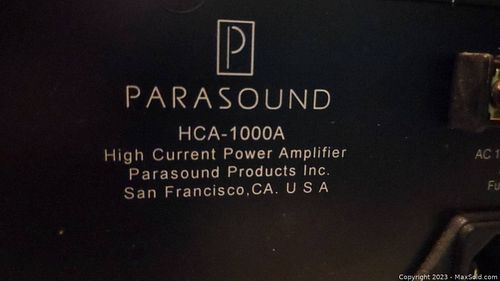 P
PARASOUND
HCA-1000A
High Current Power Amplifier
Parasound Products Inc.
San Francisco,CA. U S A
AC 1
Fu
Copyright 2023 - MaxSold.com